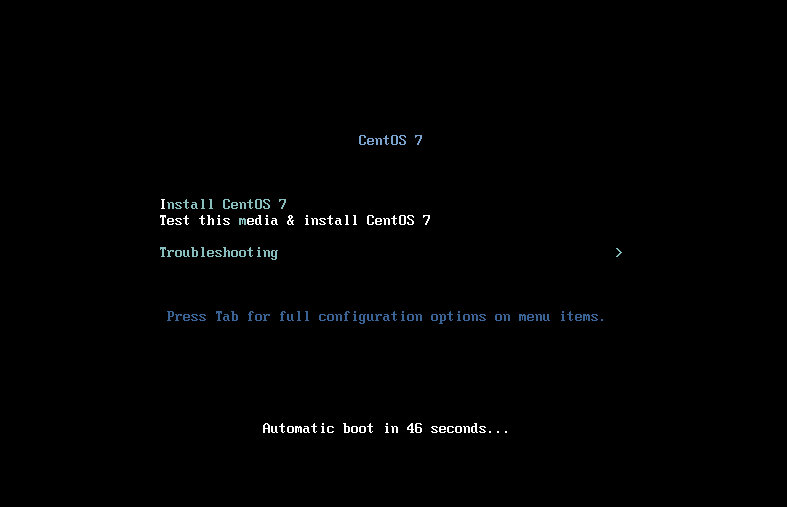 CentOS 7
Install CentOS 7
Test this media & install CentOS 7
Troubleshooting >
Press Tab for full configuration options on menu items.
Automatic boot in 46 seconds...